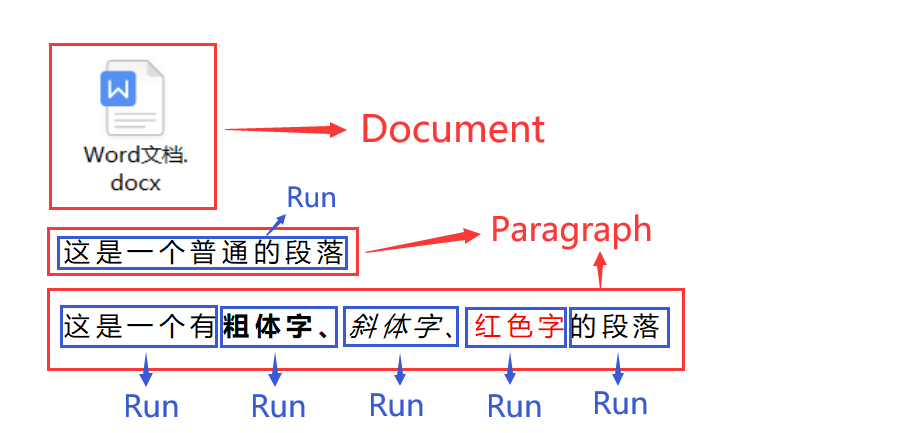 W
Word文档.
docx
Document
Run
这是一个普通的段落
Paragraph
这是一个有粗体字、斜体字、红色字的段落
Run Run Run Run Run